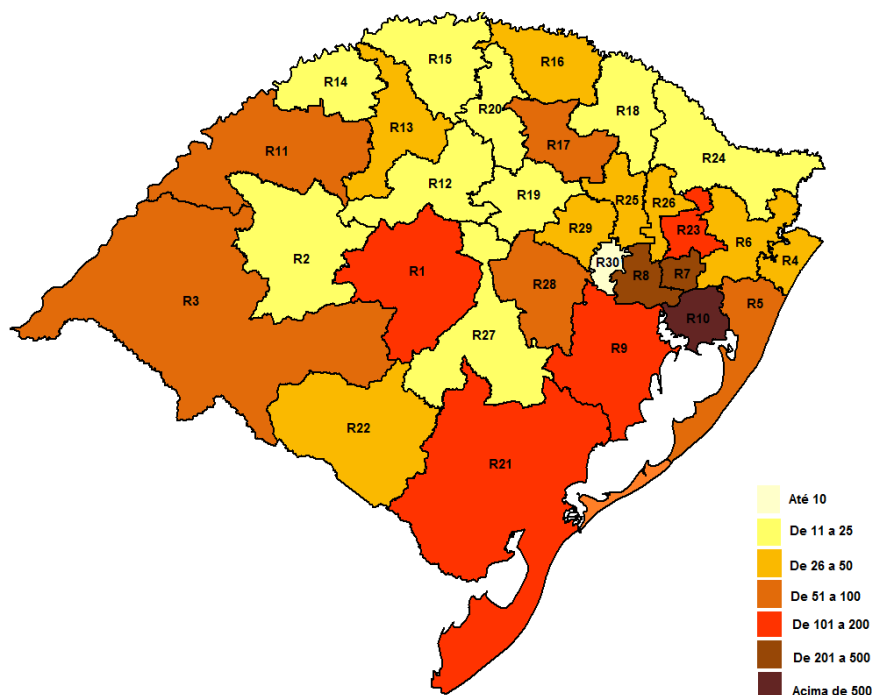 R15
R16
R14
R20
R18
R13
R17
R11
R24
R12
R19
R25
R26
R29
R23
R6
R2
R30
R4
R8
R7
R1
R28
R3
R5
R10
R27
R9
R22
R21
Até 10
De 11 a 25
De 26 a 50
De 51 a 100
De 101 a 200
De 201 a 500
Acima de 500